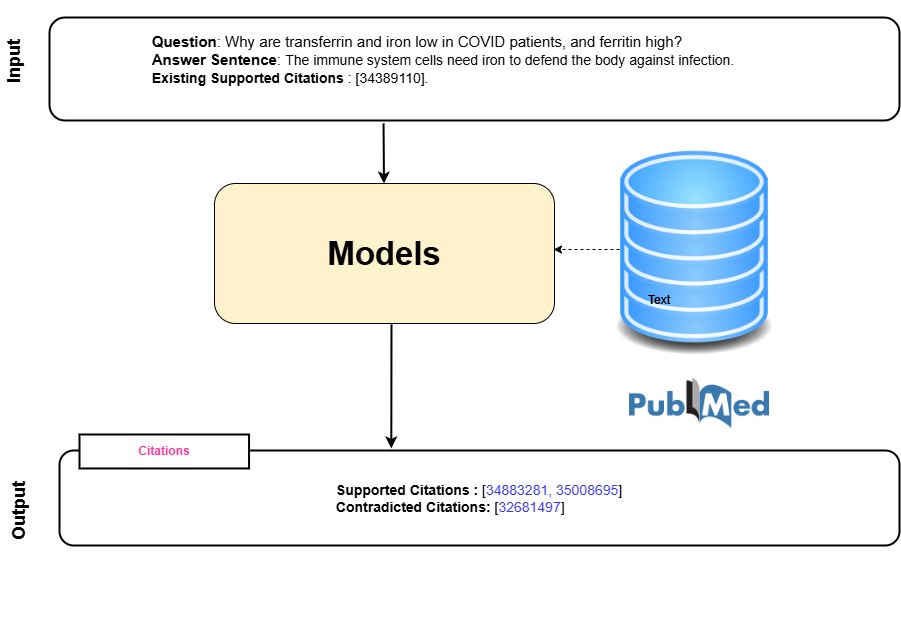 Input
Question: Why are transferrin and iron low in COVID patients, and ferritin high?
Answer Sentence: The immune system cells need iron to defend the body against infection.
Existing Supported Citations : [34389110].
Models
Text
PubMed
Output
Citations
Supported Citations : [34883281, 35008695]
Contradicted Citations: [32681497]